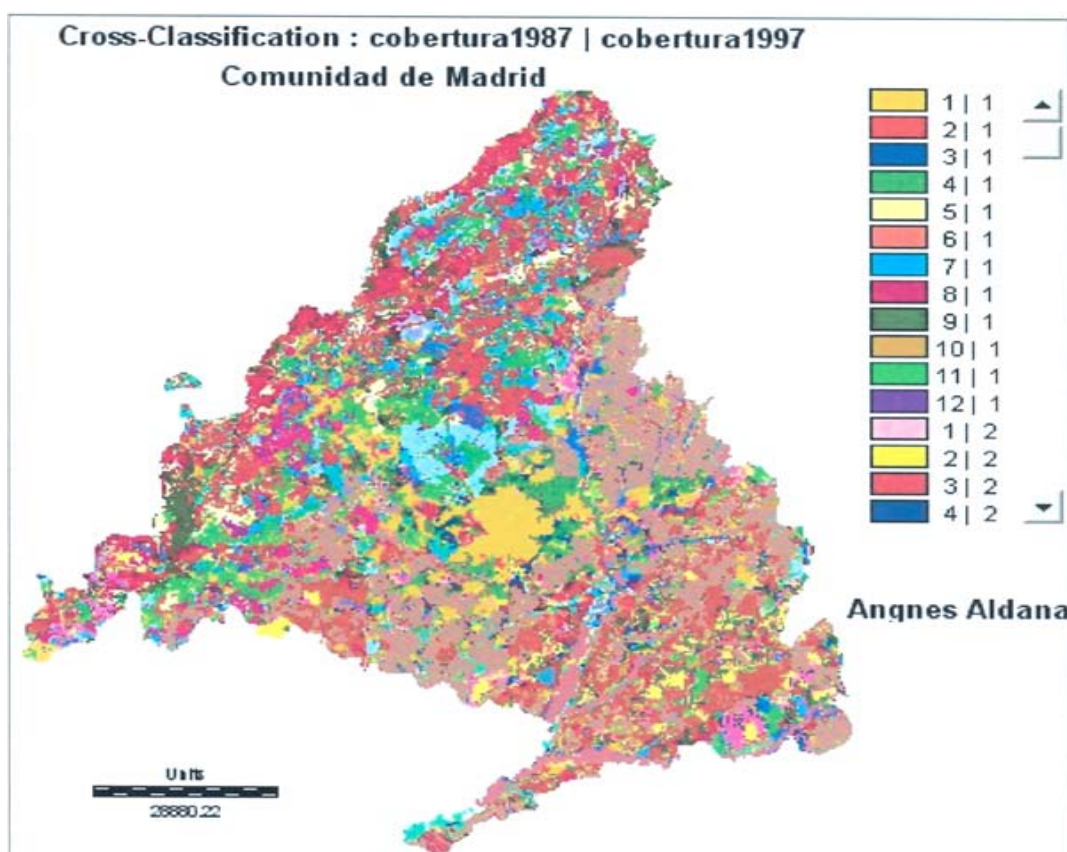 Cross-Classification : cobertura1987 | cobertura1997
Comunidad de Madrid
1 | 1
2 | 1
3 | 1
4 | 1
5 | 1
6 | 1
7 | 1
8 | 1
9 | 1
10 | 1
11 | 1
12 | 1
1 | 2
2 | 2
3 | 2
4 | 2
Anqnes Aldana
Units
28880.22